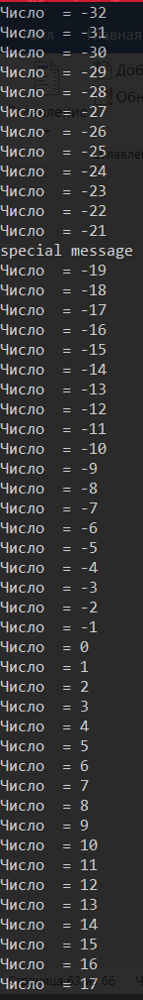 Число  = -32
Число  = -31
Число  = -30
Число  = -29
Число  = -28
Число  = -27
Число  = -26
Число  = -25
Число  = -24
Число  = -23
Число  = -22
Число  = -21
special message
Число  = -19
Число  = -18
Число  = -17
Число  = -16
Число  = -15
Число  = -14
Число  = -13
Число  = -12
Число  = -11
Число  = -10
Число  = -9
Число  = -8
Число  = -7
Число  = -6
Число  = -5
Число  = -4
Число  = -3
Число  = -2
Число  = -1
Число  = 0
Число  = 1
Число  = 2
Число  = 3
Число  = 4
Число  = 5
Число  = 6
Число  = 7
Число  = 8
Число  = 9
Число  = 10
Число  = 11
Число  = 12
Число  = 13
Число  = 14
Число  = 15
Число  = 16
Число  = 17